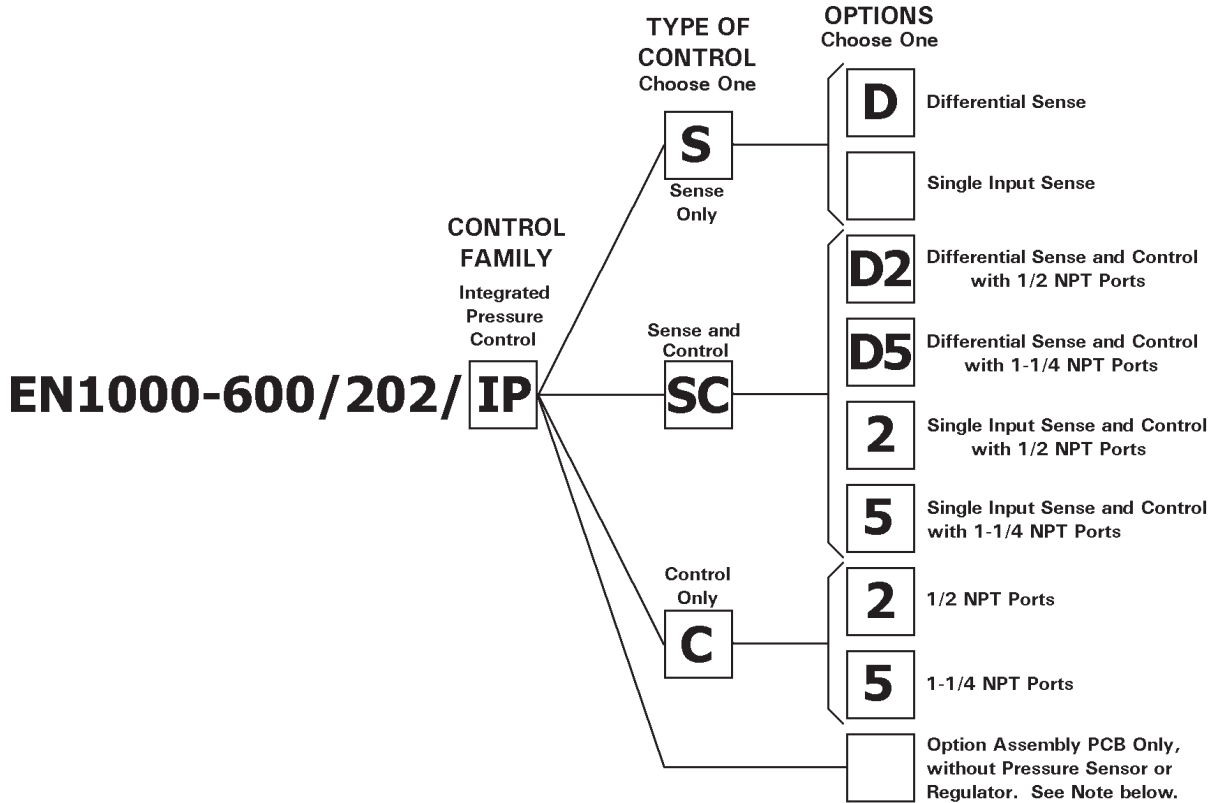 TYPE OF
CONTROL
Choose One
OPTIONS
Choose One
S
Sense
Only
D
Differential Sense
Single Input Sense
CONTROL
FAMILY
Integrated
Pressure
Control
EN1000-600/202/ IP
Sense and
Control
SC
D2
Differential Sense and Control
with 1/2 NPT Ports
D5
Differential Sense and Control
with 1-1/4 NPT Ports
2
Single Input Sense and Control
with 1/2 NPT Ports
5
Single Input Sense and Control
with 1-1/4 NPT Ports
Control
Only
C
2
1/2 NPT Ports
5
1-1/4 NPT Ports
Option Assembly PCB Only,
without Pressure Sensor or
Regulator. See Note below.